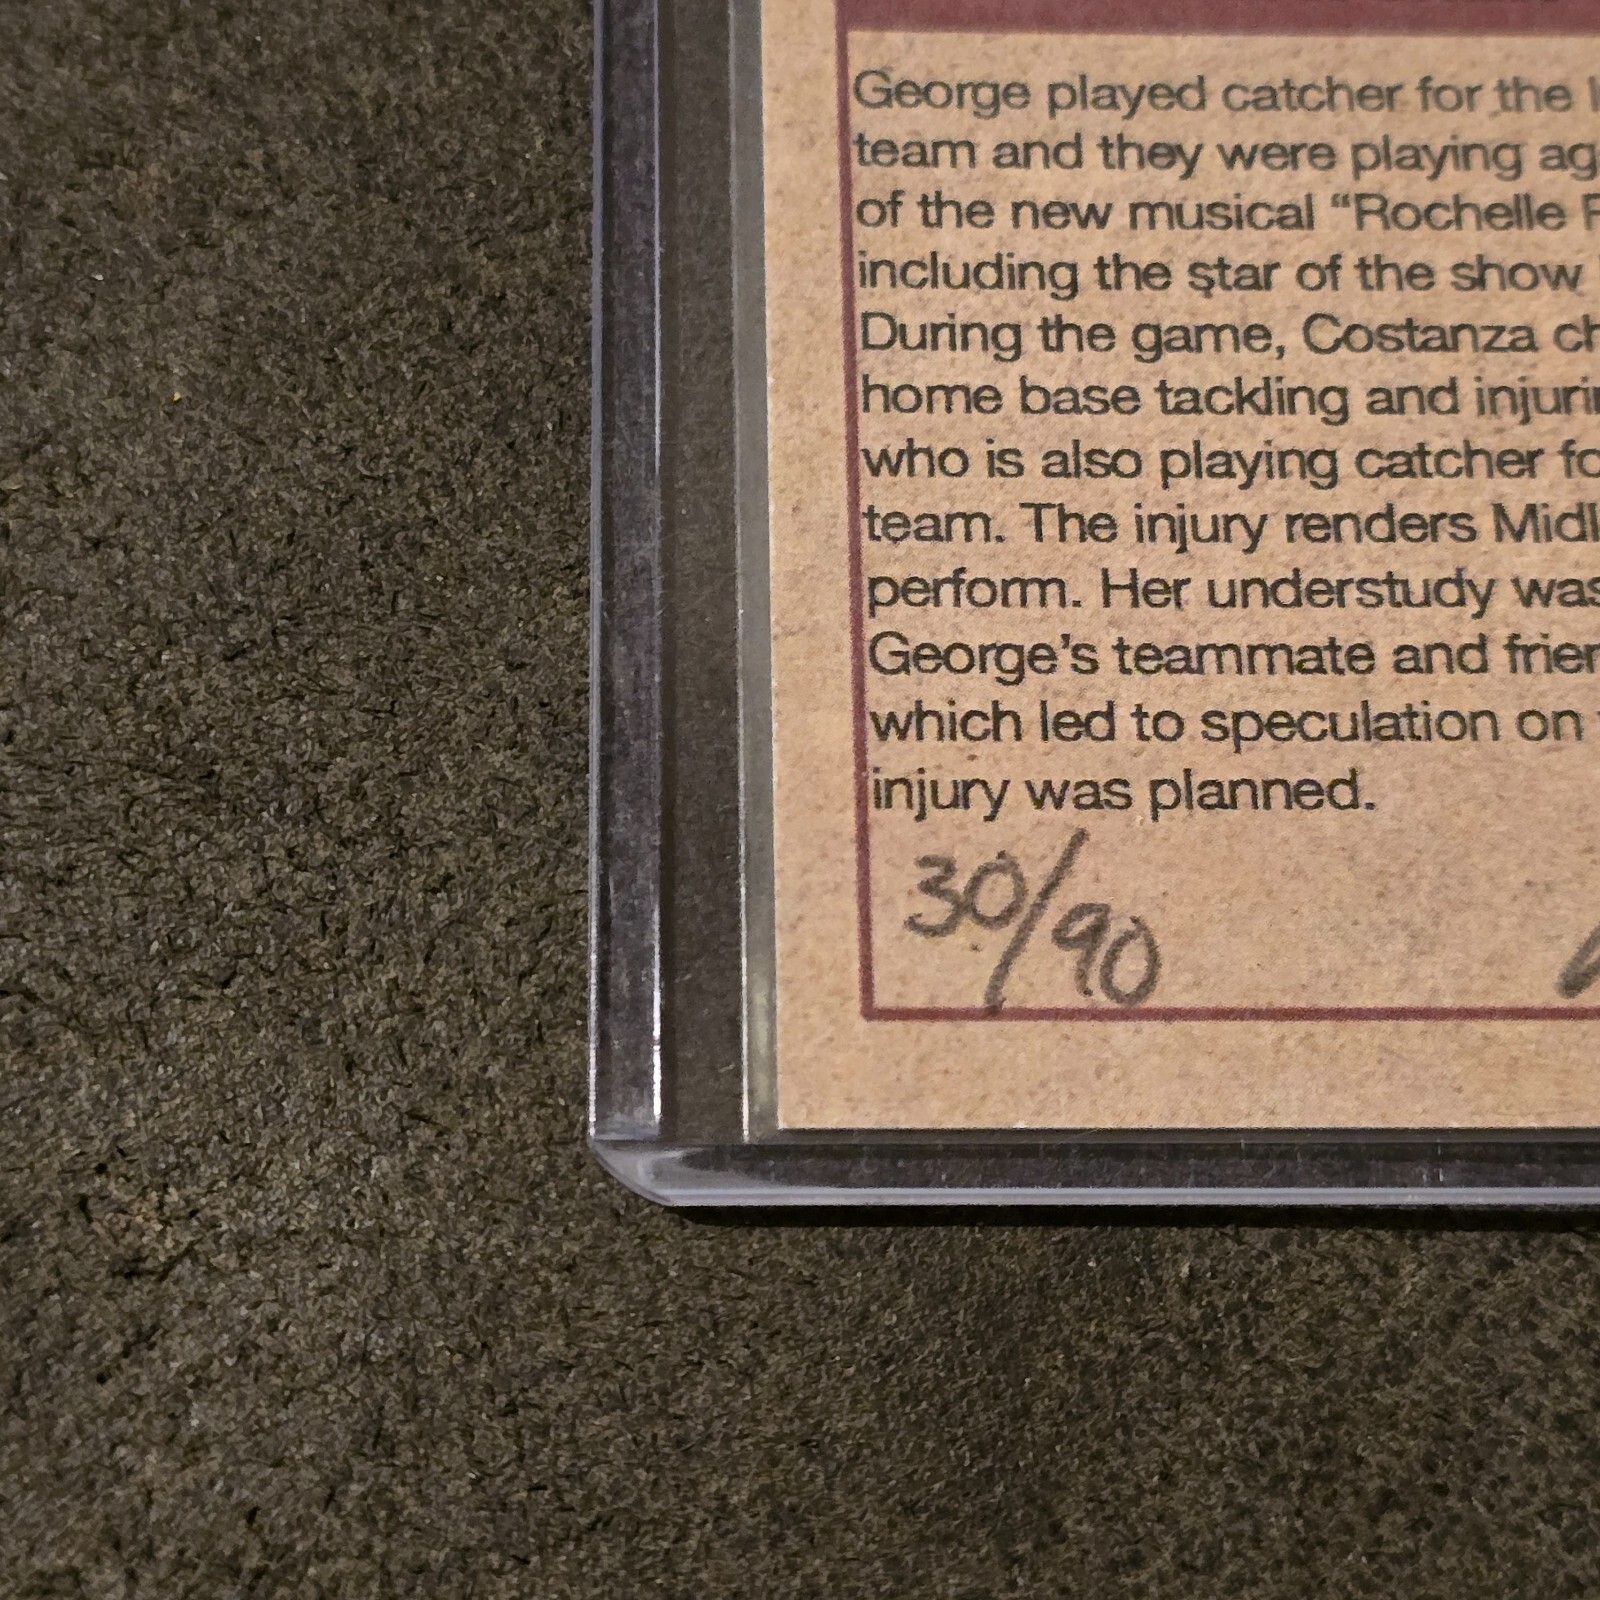 George played catcher for the
team and they were playing
of the new musical “Rochelle
including the star of the show
During the game, Costanza
home base tackling and
who is also playing catcher
team. The injury renders
perform. Her understudy was
George’s teammate and
which led to speculation on
injury was planned.
30/90